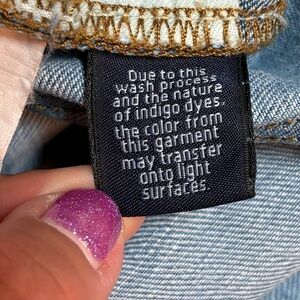 Due to this
wash process
and the nature
of indigo dyes,
the color from
this garment
may transfer
onto light
surfaces.